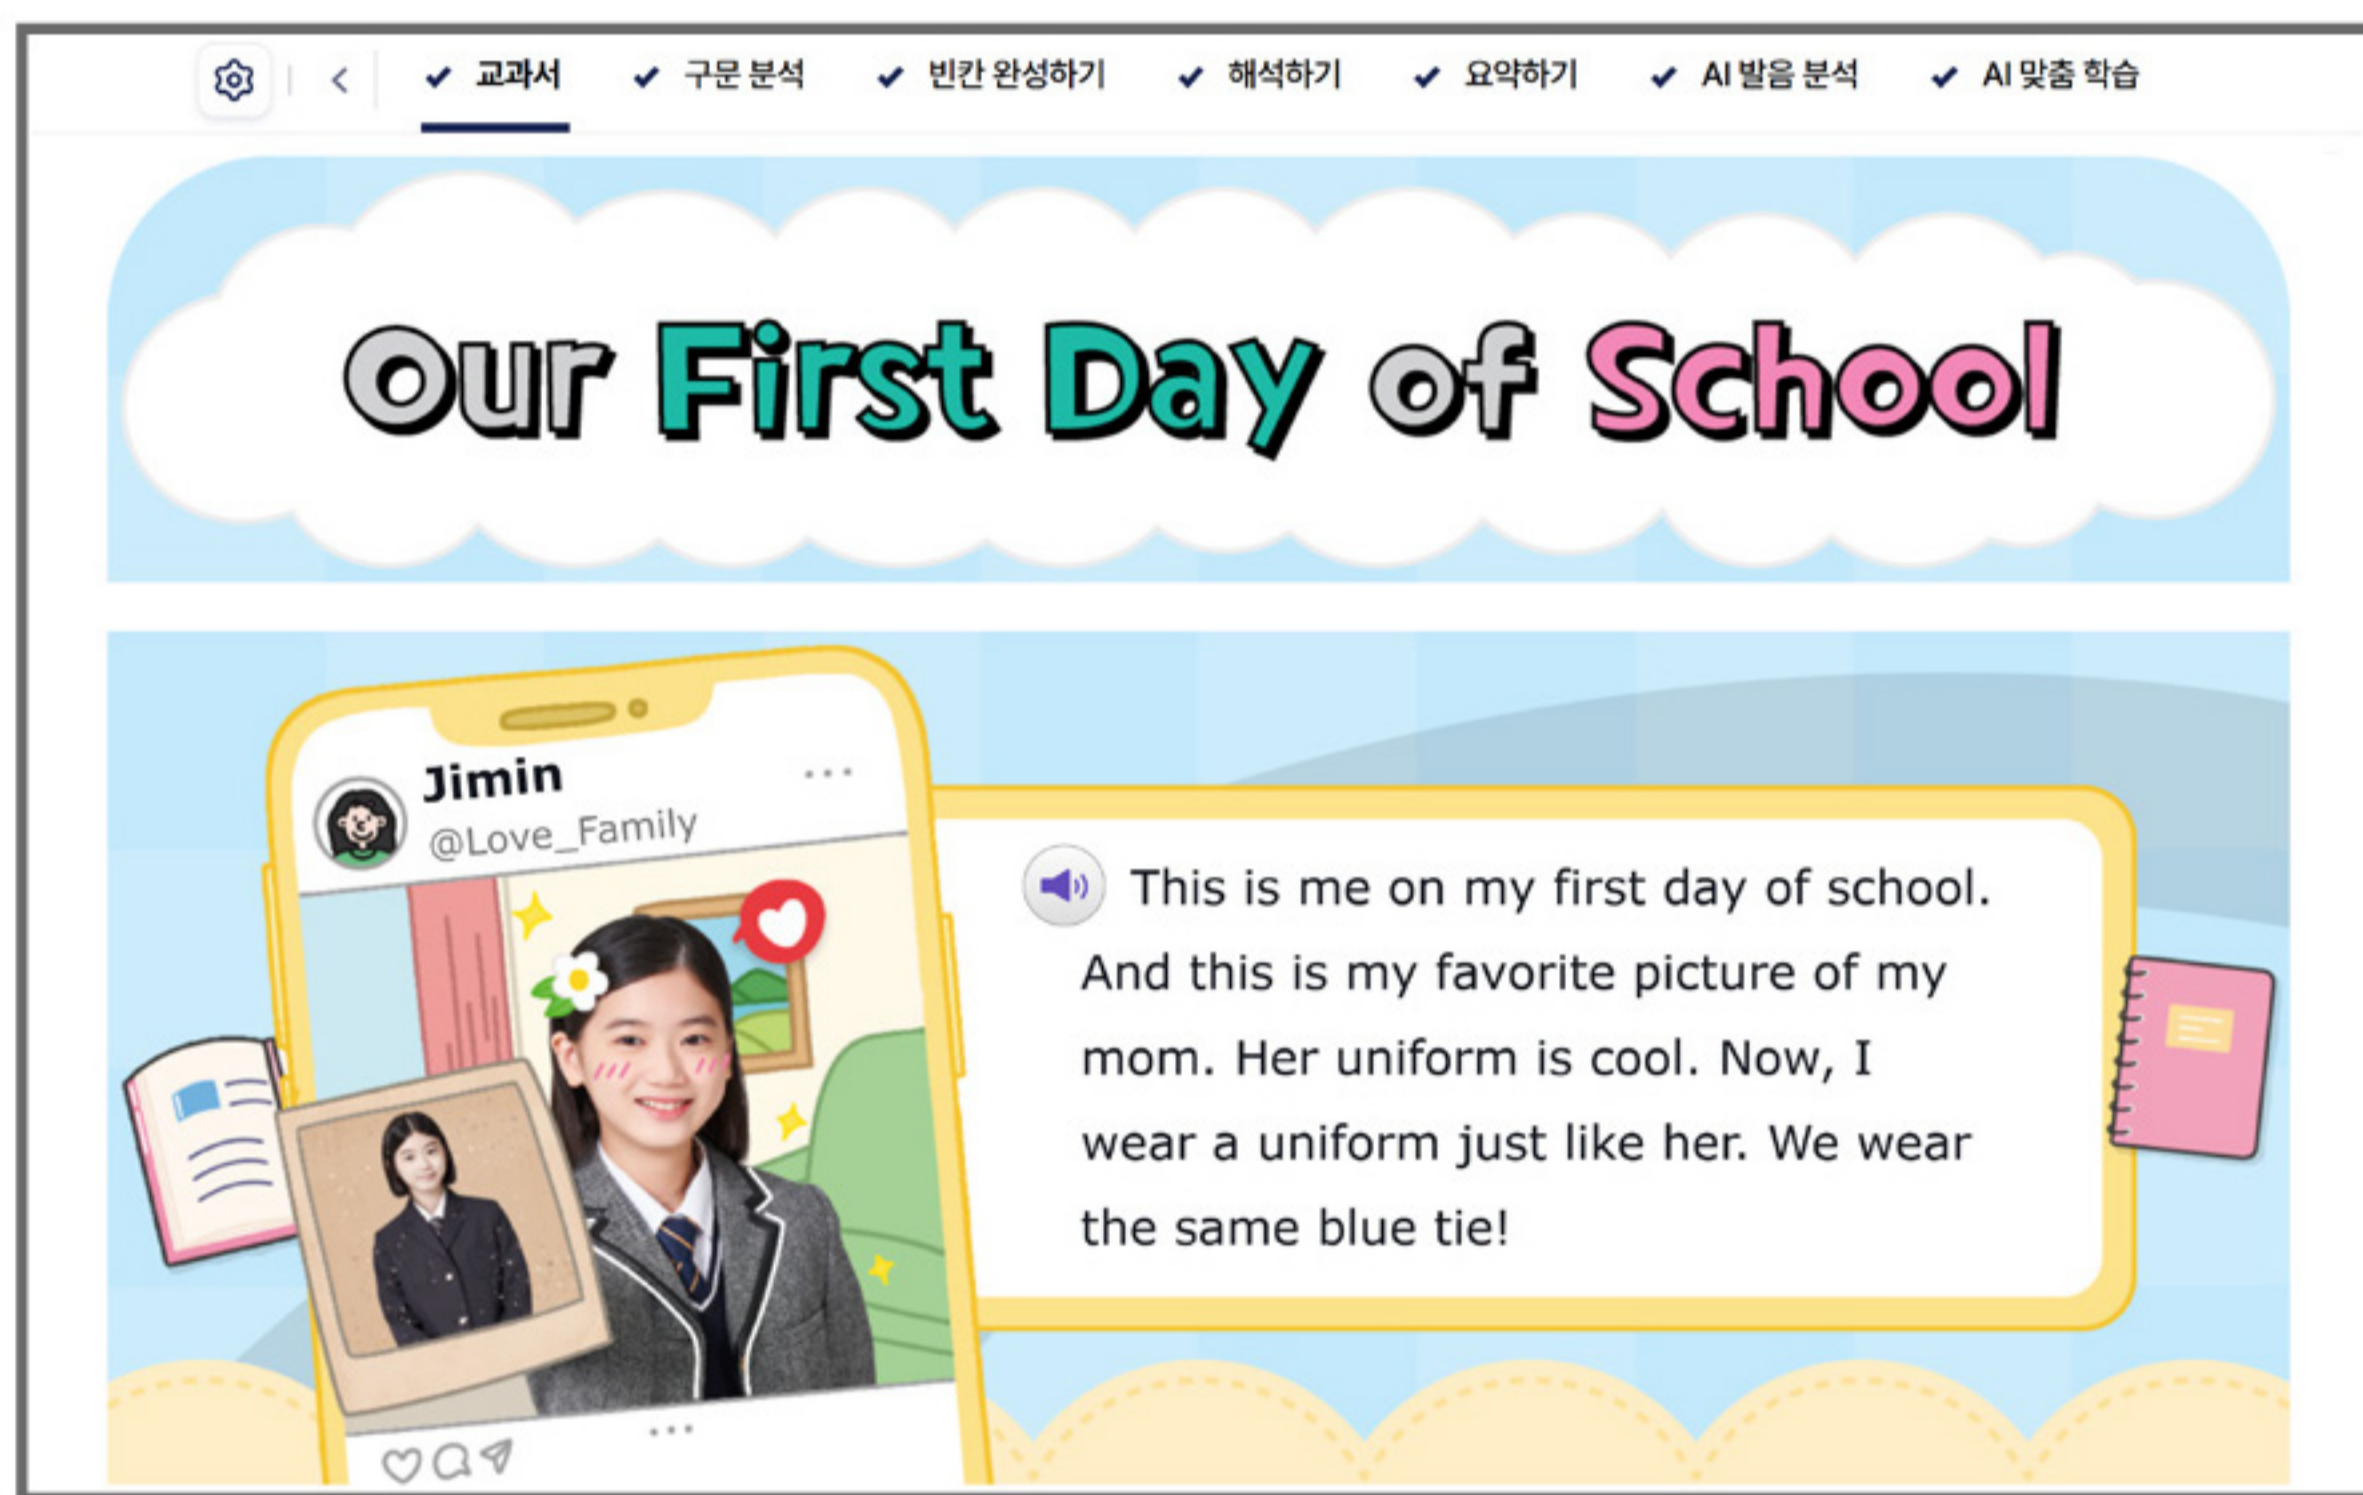 교과서 구문 분석 빈칸 완성하기 해석하기 요약하기 AI 발음 분석 AI 맞춤 학습
Our First Day of School
Jimin
@Love_Family
This is me on my first day of school.
And this is my favorite picture of my
mom. Her uniform is cool. Now, I
wear a uniform just like her. We wear
the same blue tie!